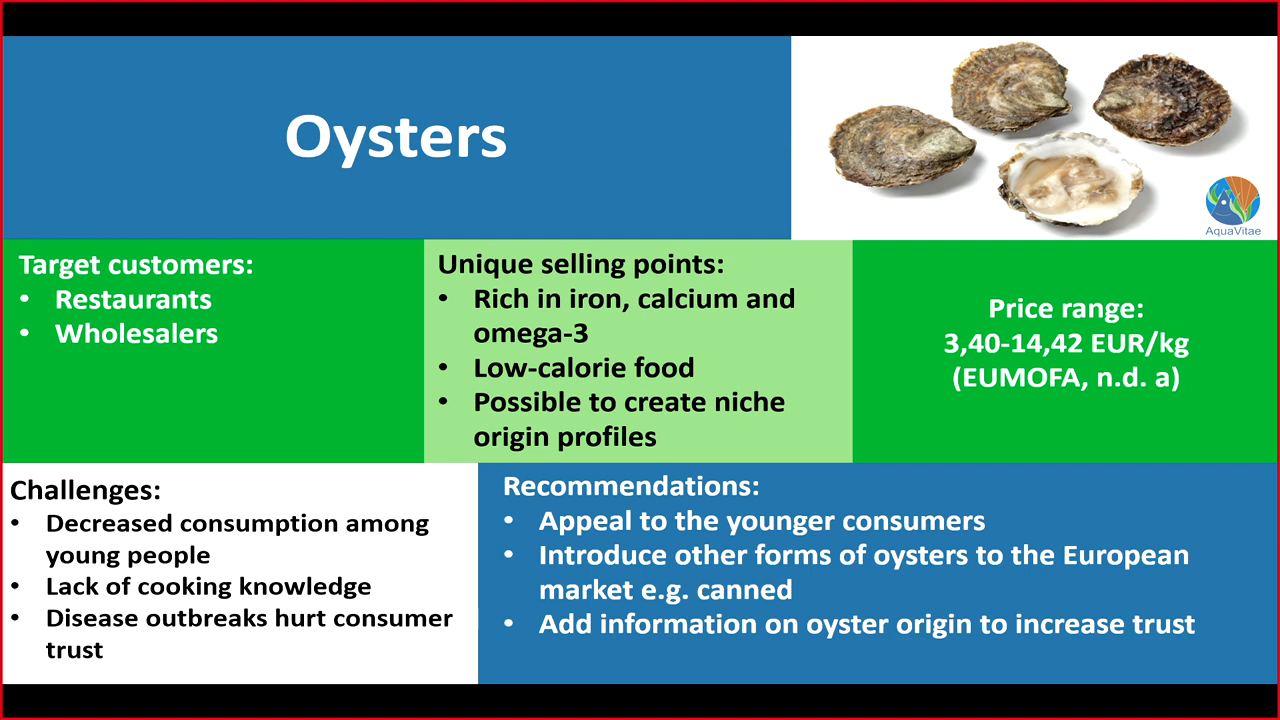 Oysters
AquaVitae
Target customers:
• Restaurants
• Wholesalers
Unique selling points:
• Rich in iron, calcium and
omega-3
• Low-calorie food
• Possible to create niche
origin profiles
Price range:
3,40-14,42 EUR/kg
(EUMOFA, n.d. a)
Challenges:
• Decreased consumption among
young people
• Lack of cooking knowledge
• Disease outbreaks hurt consumer
trust
Recommendations:
• Appeal to the younger consumers
• Introduce other forms of oysters to the European
market e.g. canned
• Add information on oyster origin to increase trust